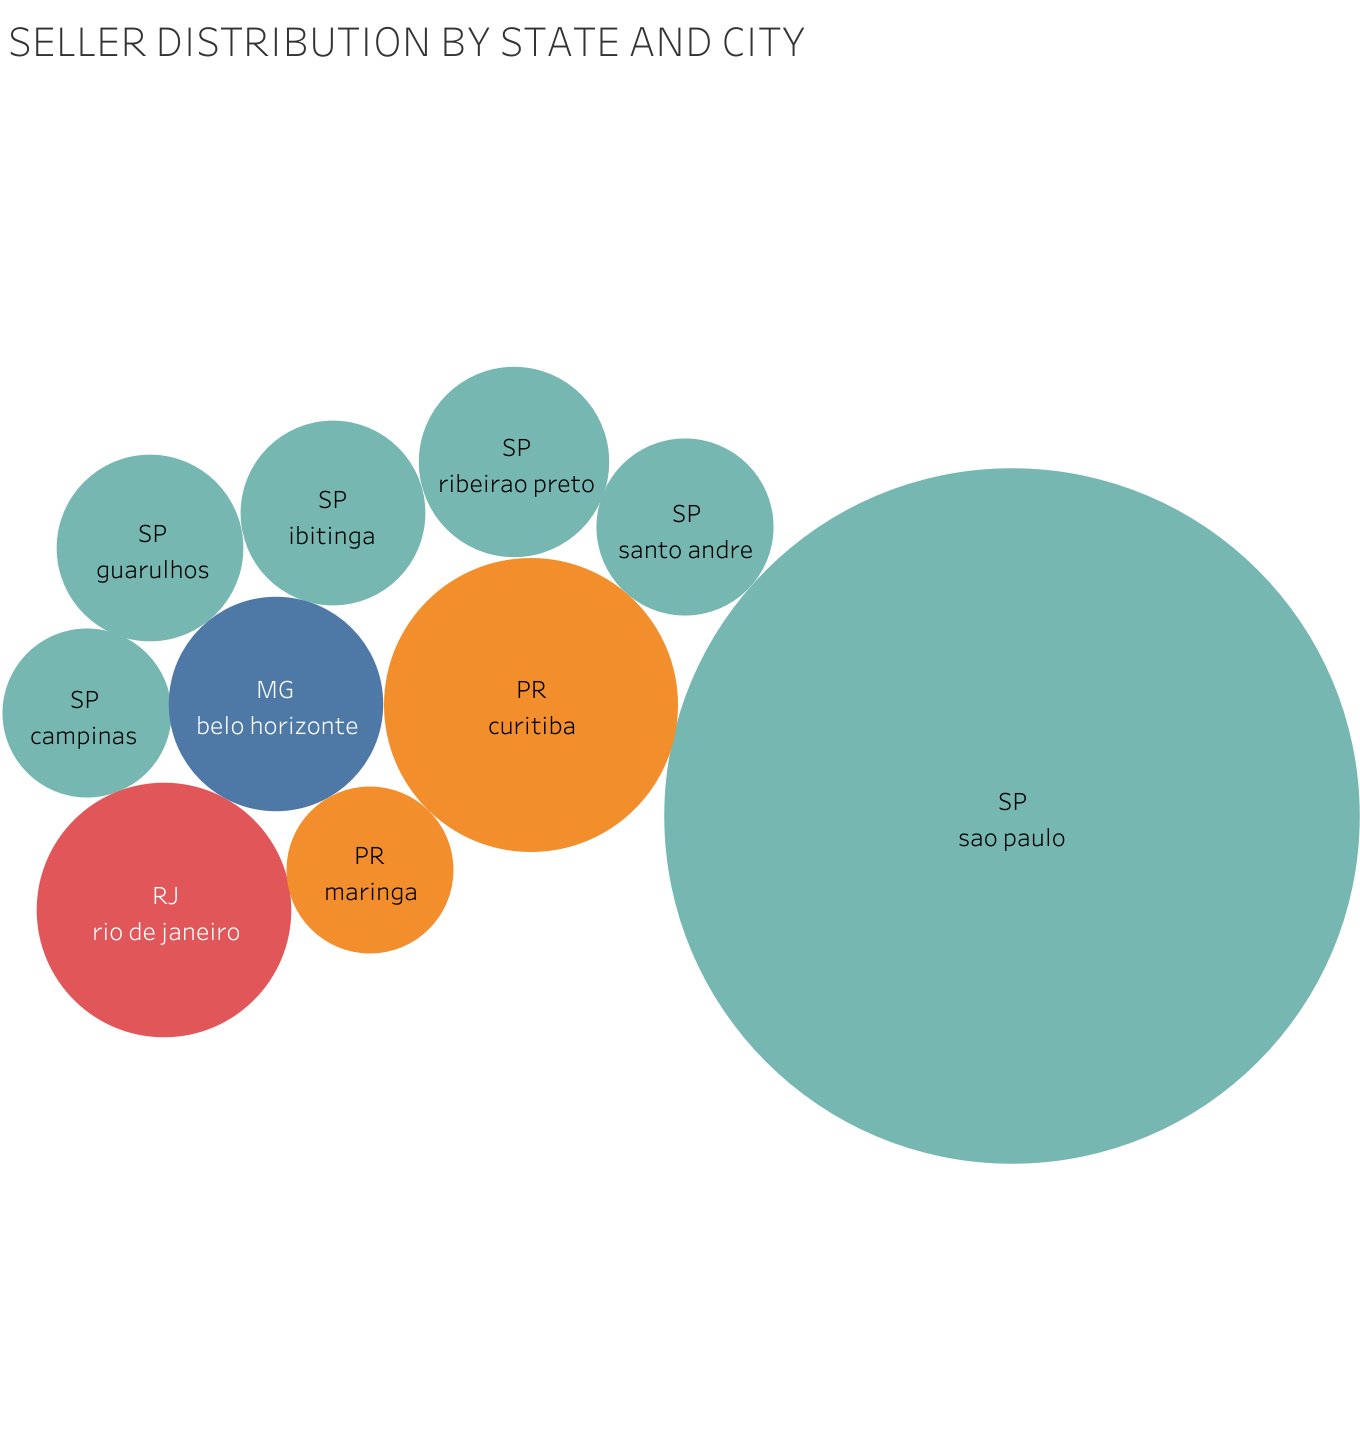 SELLER DISTRIBUTION BY STATE AND CITY
SP
ribeirao preto
SP
ibitinga
SP
santo andre
SP
guarulhos
SP
campinas
MG
belo horizonte
PR
curitiba
SP
sao paulo
PR
maringa
RJ
rio de janeiro